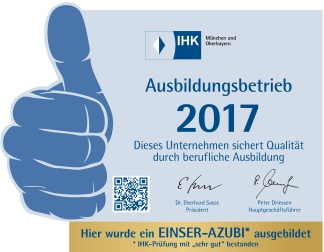 IHK
München und
Oberbayern
Ausbildungsbetrieb
2017
Dieses Unternehmen sichert Qualität
durch berufliche Ausbildung
Dr. Eberhard Sasse
Präsident
Peter Driessen
Hauptgeschäftsführer
Hier wurde ein EINSER-AZUBI* ausgebildet
* IHK-Prüfung mit „sehr gut" bestanden